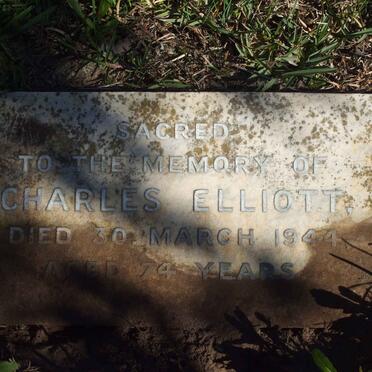 SACRED
TO THE MEMORY OF
CHARLES ELLIOTT,
DIED 30 MARCH 1944,
AGED 74 YEARS